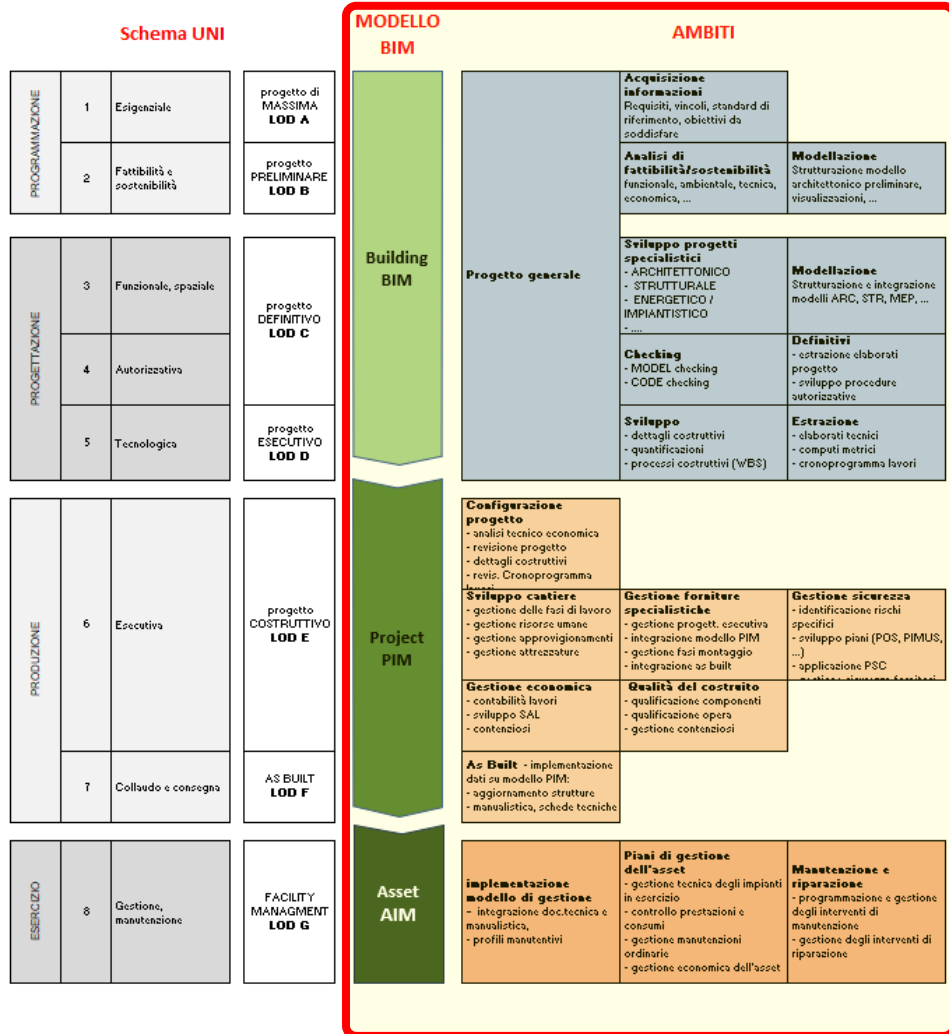 Schema UNI
MODELLO
BIM
AMBITI
PROGRAMMAZIONE
1
Esigenziale
progetto di
MASSIMA
LOD A
2
Fattibilità e
sostenibilità
progetto
PRELIMINARE
LOD B
PROGETTAZIONE
3
Funzionale, spaziale
progetto
DEFINITIVO
LOD C
4
Autorizzativa
5
Tecnologica
progetto
ESECUTIVO
LOD D
PRODUZIONE
6
Esecutiva
progetto
COSTRUTTIVO
LOD E
7
Collaudo e consegna
AS BUILT
LOD F
ESERCIZIO
8
Gestione,
manutenzione
FACILITY
MANAGMENT
LOD G
Building
BIM
Project
PIM
Asset
AIM
Progetto generale
Acquisizione
informazioni
Requisiti, vincoli, standard di
riferimento, obiettivi da
soddisfare
Analisi di
fattibilità/sostenibilità
funzionale, ambientale, tecnica,
economica, ...
Modellazione
Strutturazione modello
architettonico preliminare,
visualizzazioni, ...
Sviluppo progetti
specialistici
- ARCHITETTONICO
- STRUTTURALE
- ENERGETICO /
IMPIANTISTICO
- ....
Modellazione
Strutturazione e integrazione
modelli ARC, STR, MEP, ...
Checking
- MODEL checking
- CODE checking
Definitivi
- estrazione elaborati
progetto
- sviluppo procedure
autorizzative
Sviluppo
- dettagli costruttivi
- quantificazioni
- processi costruttivi (WBS)
Estrazione
- elaborati tecnici
- computi metrici
- cronoprogramma lavori
Configurazione
progetto
- analisi tecnico economica
- revisione progetto
- dettagli costruttivi
- revis. Cronoprogramma
Sviluppo cantiere
- gestione delle fasi di lavoro
- gestione risorse umane
- gestione approvigionamenti
- gestione attrezzature
Gestione forniture
specialistiche
- gestione progett. esecutiva
- integrazione modello PIM
- gestione fasi montaggio
- integrazione as built
Gestione sicurezza
- identificazione rischi
specifici
- sviluppo piani (POS, PIMUS,
...)
- applicazione PSC
Gestione economica
- contabilità lavori
- sviluppo SAL
- contenziosi
Qualità del costruito
- qualificazione componenti
- qualificazione opera
- gestione contenziosi
As Built - implementazione
dati su modello PIM:
- aggiornamento strutture
- manualistica, schede tecniche
implementazione
modello di gestione
- integrazione doc.tecnica e
manualistica,
- profili manutentivi
Piani di gestione
dell'asset
- gestione tecnica degli impianti
in esercizio
- controllo prestazioni e
consumi
- gestione manutenzioni
ordinarie
- gestione economica dell'asset
Manutenzione e
riparazione
- programmazione e gestione
degli interventi di
manutenzione
- gestione degli interventi di
riparazione